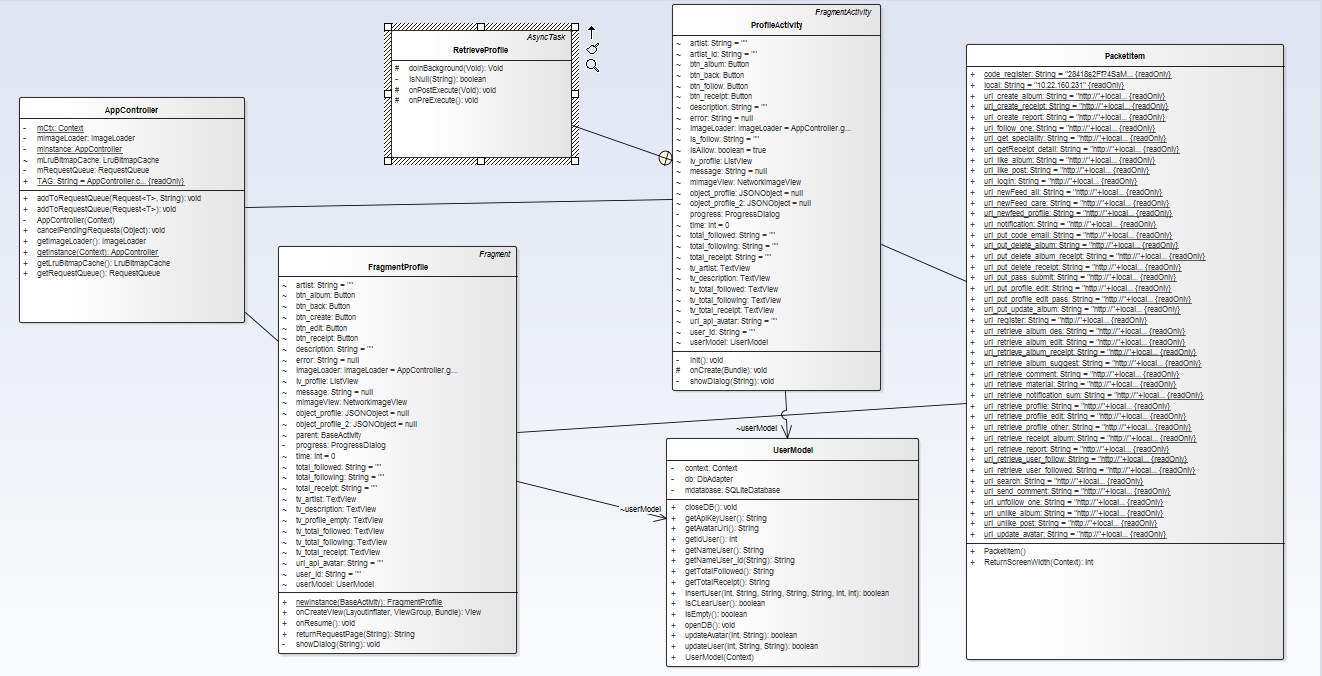 AsyncTask
RetrieveProfile
# doInBackground(Void): Void
- isNull(String): boolean
# onPostExecute(Void): void
# onPreExecute(): void
FragmentActivity
ProfileActivity
~ artist: String = ""
~ artist_id: String = ""
~ btn_album: Button
~ btn_back: Button
~ btn_follow: Button
~ btn_receipt: Button
~ description: String = ""
~ error: String = null
~ imageLoader: ImageLoader = AppController.g...
~ is_follow: String = ""
~ isAllow: boolean = true
~ lv_profile: ListView
~ message: String = null
~ mImageView: NetworkImageView
~ object_profile: JSONObject = null
~ object_profile_2: JSONObject = null
- progress: ProgressDialog
~ time: int = 0
~ total_followed: String = ""
~ total_following: String = ""
~ total_receipt: String = ""
~ tv_artist: TextView
~ tv_description: TextView
~ tv_total_followed: TextView
~ tv_total_following: TextView
~ tv_total_receipt: TextView
~ url_api_avatar: String = ""
~ user_id: String = ""
~ userModel: UserModel
- init(): void
# onCreate(Bundle): void
- showDialog(String): void
PacketItem
+ code_register: String =
+ local: String = "10.22.160.231" {readOnly}
+ url_create_album: String = "http://"+local... {readOnly}
+ url_create_receipt: String = "http://"+local... {readOnly}
+ url_create_report: String = "http://"+local... {readOnly}
+ url_follow_one: String = "http://"+local... {readOnly}
+ url_get_speciality: String = "http://"+local... {readOnly}
+ url_getReceipt_detail: String = "http://"+local... {readOnly}
+ url_like_album: String = "http://"+local... {readOnly}
+ url_like_post: String = "http://"+local... {readOnly}
+ url_login: String = "http://"+local... {readOnly}
+ url_newFeed_all: String = "http://"+local... {readOnly}
+ url_newFeed_care: String = "http://"+local... {readOnly}
+ url_newfeed_profile: String = "http://"+local... {readOnly}
+ url_notification: String = "http://"+local... {readOnly}
+ url_put_code_email: String = "http://"+local... {readOnly}
+ url_put_delete_album: String = "http://"+local... {readOnly}
+ url_put_delete_album_receipt: String = "http://"+local... {readOnly}
+ url_put_delete_receipt: String = "http://"+local... {readOnly}
+ url_put_pass_submit: String = "http://"+local... {readOnly}
+ url_put_profile_edit: String = "http://"+local... {readOnly}
+ url_put_profile_edit_pass: String = "http://"+local... {readOnly}
+ url_put_update_album: String = "http://"+local... {readOnly}
+ url_register: String = "http://"+local... {readOnly}
+ url_retrieve_album_des: String = "http://"+local... {readOnly}
+ url_retrieve_album_edit: String = "http://"+local... {readOnly}
+ url_retrieve_album_receipt: String = "http://"+local... {readOnly}
+ url_retrieve_album_suggest: String = "http://"+local... {readOnly}
+ url_retrieve_comment: String = "http://"+local... {readOnly}
+ url_retrieve_material: String = "http://"+local... {readOnly}
+ url_retrieve_notification_sum: String = "http://"+local... {readOnly}
+ url_retrieve_profile: String = "http://"+local... {readOnly}
+ url_retrieve_profile_edit: String = "http://"+local... {readOnly}
+ url_retrieve_profile_other: String = "http://"+local... {readOnly}
+ url_retrieve_receipt_album: String = "http://"+local... {readOnly}
+ url_retrieve_report: String = "http://"+local... {readOnly}
+ url_retrieve_user_follow: String = "http://"+local... {readOnly}
+ url_retrieve_user_followed: String = "http://"+local... {readOnly}
+ url_search: String = "http://"+local... {readOnly}
+ url_send_comment: String = "http://"+local... {readOnly}
+ url_unfollow_one: String = "http://"+local... {readOnly}
+ url_unlike_album: String = "http://"+local... {readOnly}
+ url_unlike_post: String = "http://"+local... {readOnly}
+ url_update_avatar: String = "http://"+local... {readOnly}
+ PacketItem()
+ ReturnScreenWidth(Context): int
AppController
- mCtx: Context
- mImageLoader: ImageLoader
- mInstance: AppController
~ mLruBitmapCache: LruBitmapCache
- mRequestQueue: RequestQueue
+ TAG: String = AppController.c... {readOnly}
+ addToRequestQueue(Request<T>, String): void
+ addToRequestQueue(Request<T>): void
- AppController(Context)
+ cancelPendingRequests(Object): void
+ getImageLoader(): ImageLoader
+ getInstance(Context): AppController
+ getLruBitmapCache(): LruBitmapCache
+ getRequestQueue(): RequestQueue
Fragment
FragmentProfile
~ artist: String = ""
~ btn_album: Button
~ btn_back: Button
~ btn_create: Button
~ btn_edit: Button
~ btn_receipt: Button
~ description: String = ""
~ error: String = null
~ imageLoader: ImageLoader = AppController.g...
~ lv_profile: ListView
~ message: String = null
~ mImageView: NetworkImageView
~ object_profile: JSONObject = null
~ object_profile_2: JSONObject = null
~ parent: BaseActivity
- progress: ProgressDialog
~ time: int = 0
~ total_followed: String = ""
~ total_following: String = ""
~ total_receipt: String = ""
~ tv_artist: TextView
~ tv_description: TextView
~ tv_profile_empty: TextView
~ tv_total_followed: TextView
~ tv_total_following: TextView
~ tv_total_receipt: TextView
~ url_api_avatar: String = ""
~ user_id: String = ""
~ userModel: UserModel
+ newInstance(BaseActivity): FragmentProfile
+ onCreateView(LayoutInflater, ViewGroup, Bundle): View
+ onResume(): void
+ returnRequestPage(String): String
- showDialog(String): void
~userModel
~userModel
UserModel
- context: Context
- db: DbAdapter
- mdatabase: SQLiteDatabase
+ closeDB(): void
+ getApiKeyUser(): String
+ getAvatarUrl(): String
+ getIdUser(): int
+ getNameUser(): String
+ getNameUser_Id(String): String
+ getTotalFollowed(): String
+ getTotalReceipt(): String
+ insertUser(int, String, String, String, String, int, int): boolean
+ isCLearUser(): boolean
+ isEmpty(): boolean
+ openDB(): void
+ updateAvatar(int, String): boolean
+ updateUser(int, String, String): boolean
+ UserModel(Context)